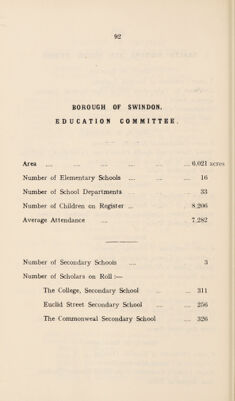 92
BOROUGH OF SWINDON.
EDUCATION COMMITTEE.
Area .... .... .... .... .... ... 6,021 acres
Number of Elementary Schools .... .... 16
Number of School Departments .... .... 33
Number of Children on Register ... .... 8,206
Average Attendance .... .... .... 7,282
Number of Secondary Schools .... .... 3
Number of Scholars on Roll :—
The College, Secondary School .... ... 311
Euclid Street Secondary School .... ... 256
The Commonweal Secondary School ... 326